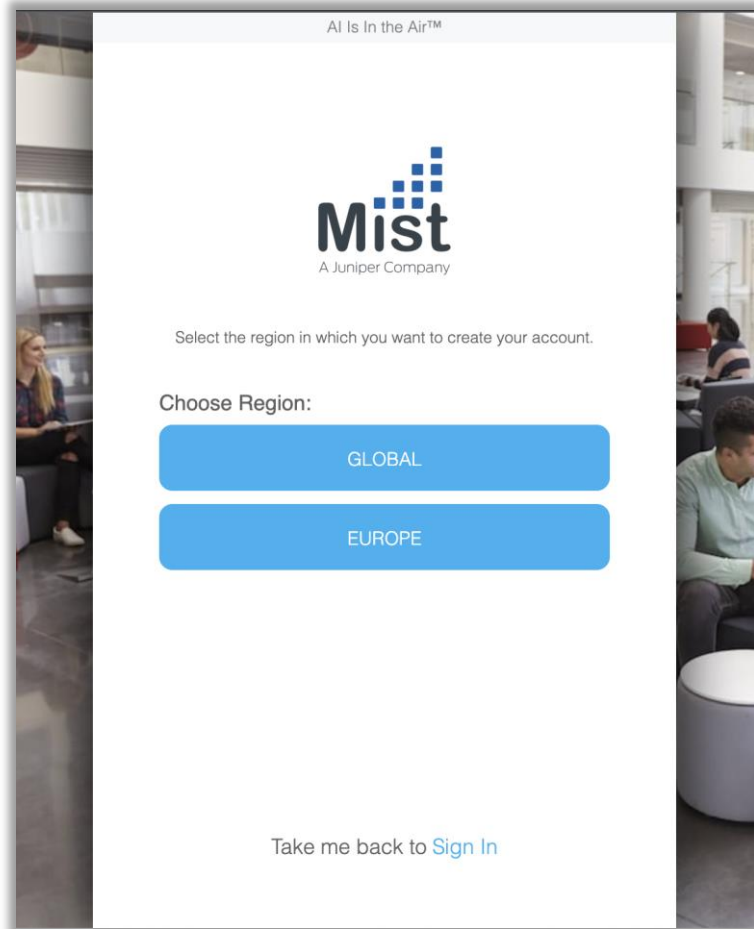 AI Is In the Air™
Mist
A Juniper Company
Select the region in which you want to create your account.
Choose Region:
GLOBAL
EUROPE
Take me back to Sign In